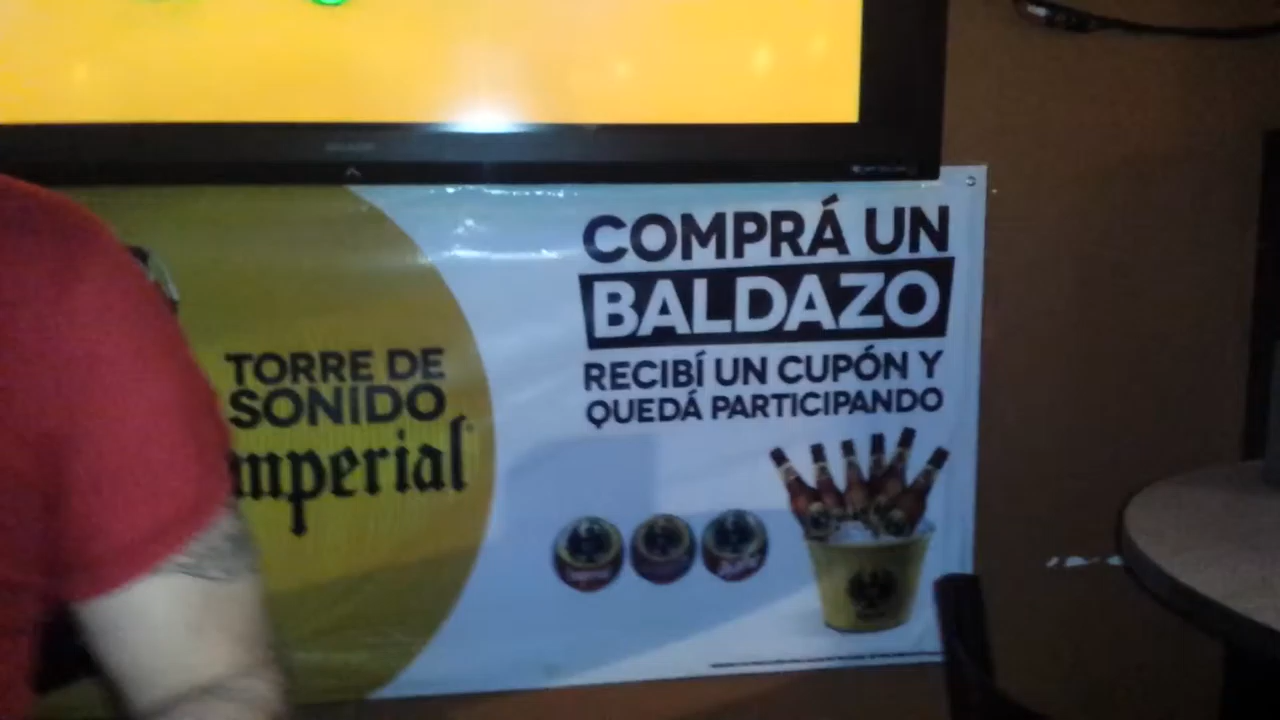 TORRE DE
SONIDO
COMPRÁ UN
BALDAZO
RECIBÍ UN CUPÓN Y
QUEDÁ PARTICIPANDO